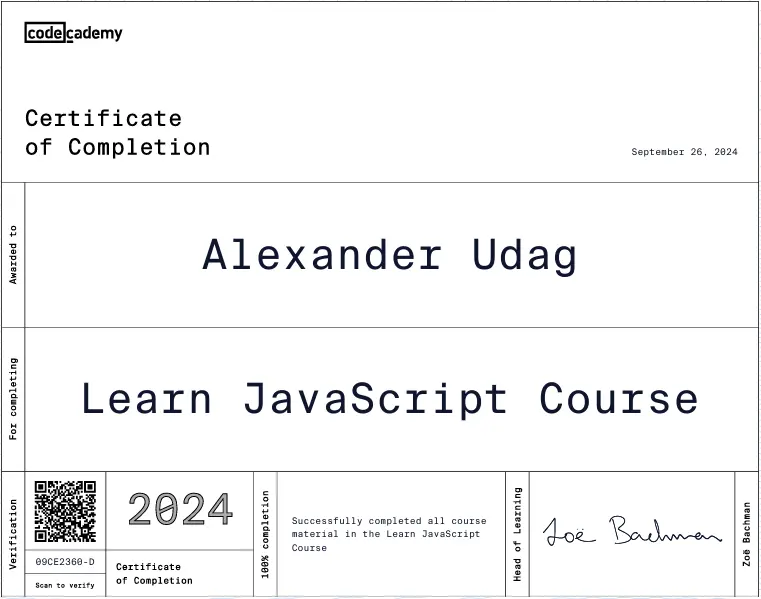 codecademy
Certificate
of Completion
September 26, 2024
Awarded to
Alexander Udag
For completing
Learn JavaScript Course
Verification
09CE2360-D
Scan to verify
2024
Certificate
of Completion
100% completion
Successfully completed all course
material in the Learn JavaScript
Course
Head of Learning
Zoë Bachman
Zoë Bachman